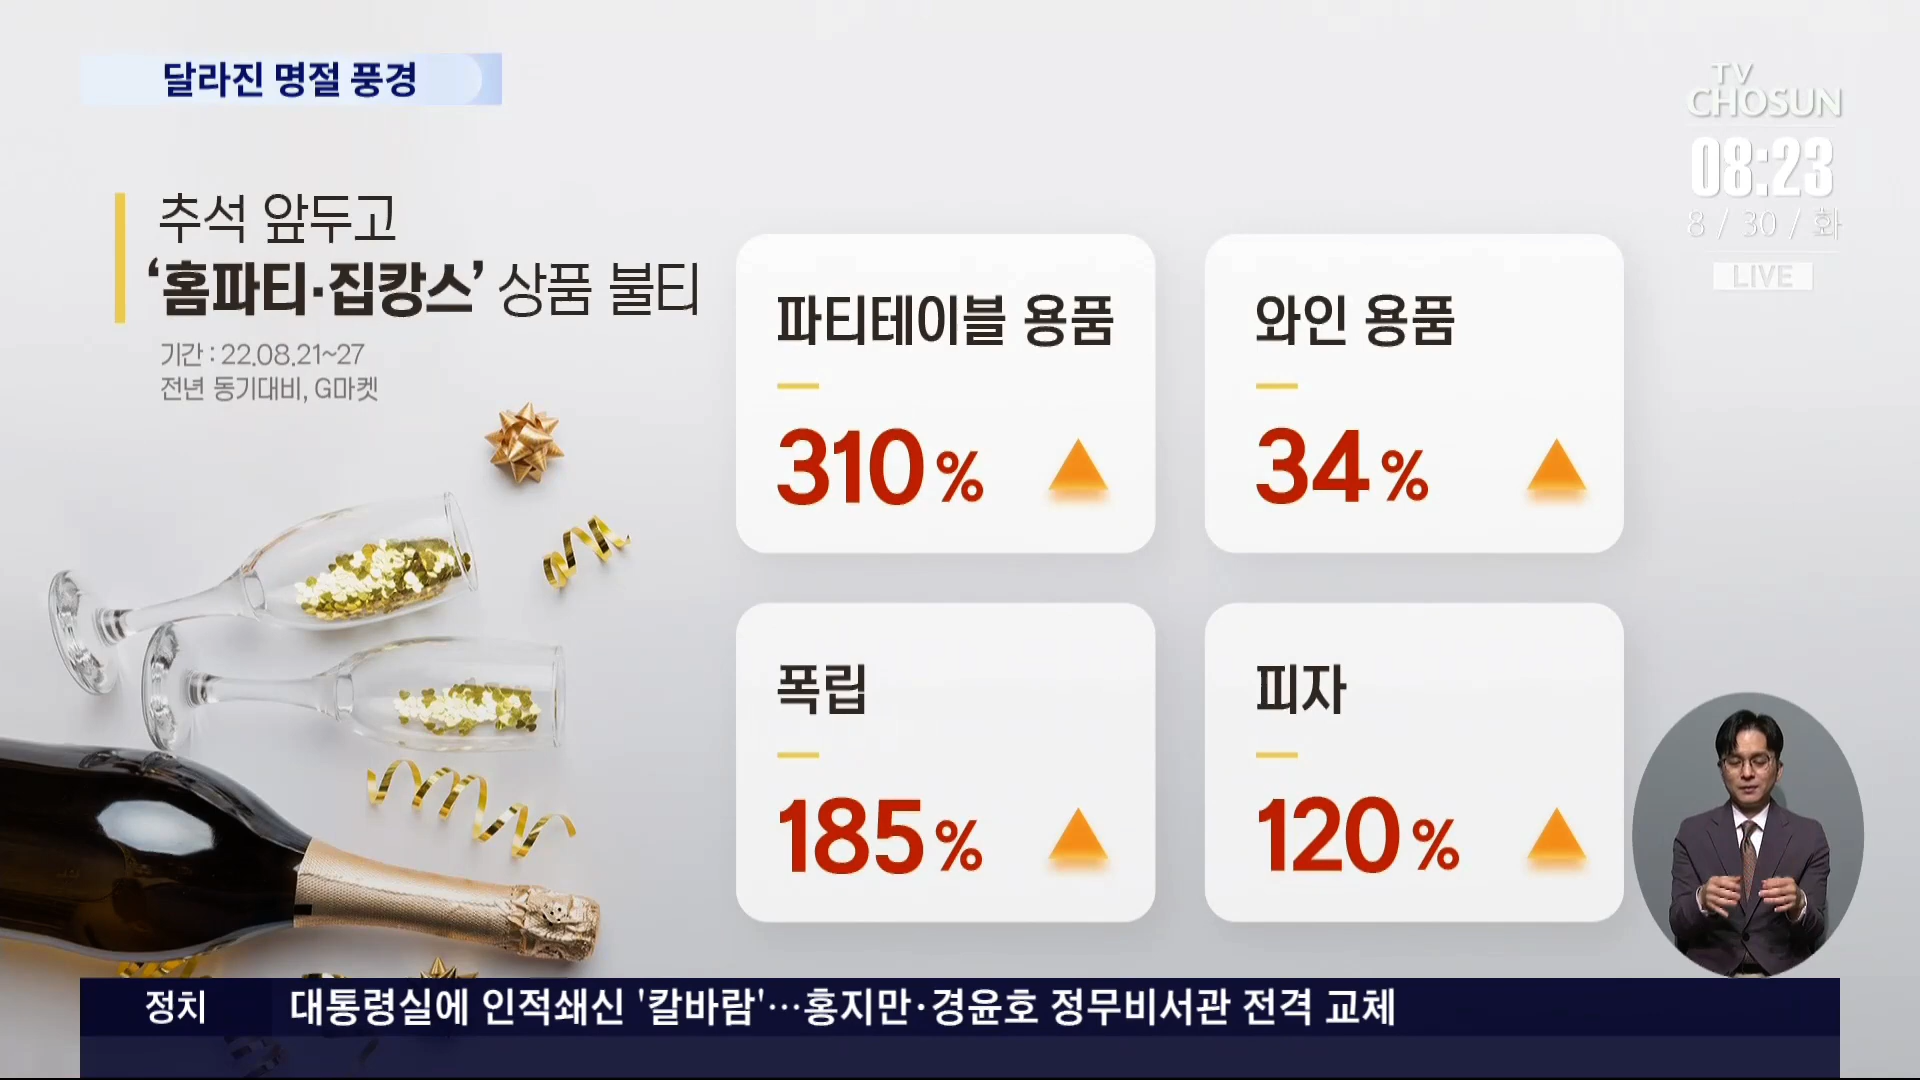 달라진 명절 풍경
TV
CHOSUN
08:23
8 / 30 / 화
LIVE
추석 앞두고
‘홈파티·집캉스’ 상품 불티
기간 : 22.08.21~27
전년 동기대비, G마켓
파티테이블 용품
310%
와인 용품
34%
폭립
185%
피자
120%
정치
대통령실에 인적쇄신 '칼바람'…홍지만·경윤호 정무비서관 전격 교체